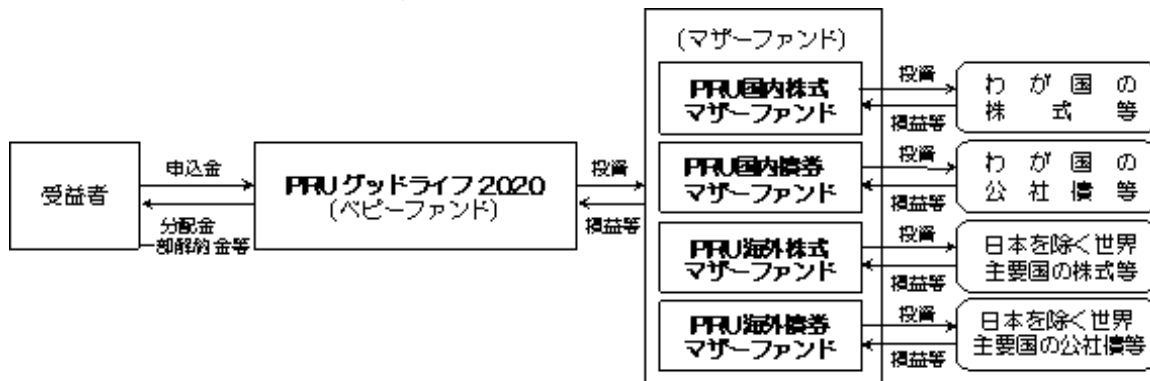 受益者
申込金
分配金
一部解約金等
PRUグッドライフ2020
(ベビーファンド)
投資
損益等
(マザーファンド)
PRU国内株式
マザーファンド
投資
損益等
わが国の
株式等
PRU国内債券
マザーファンド
投資
損益等
わが国の
公社債等
PRU海外株式
マザーファンド
投資
損益等
日本を除く世界
主要国の株式等
PRU海外債券
マザーファンド
投資
損益等
日本を除く世界
主要国の公社債等